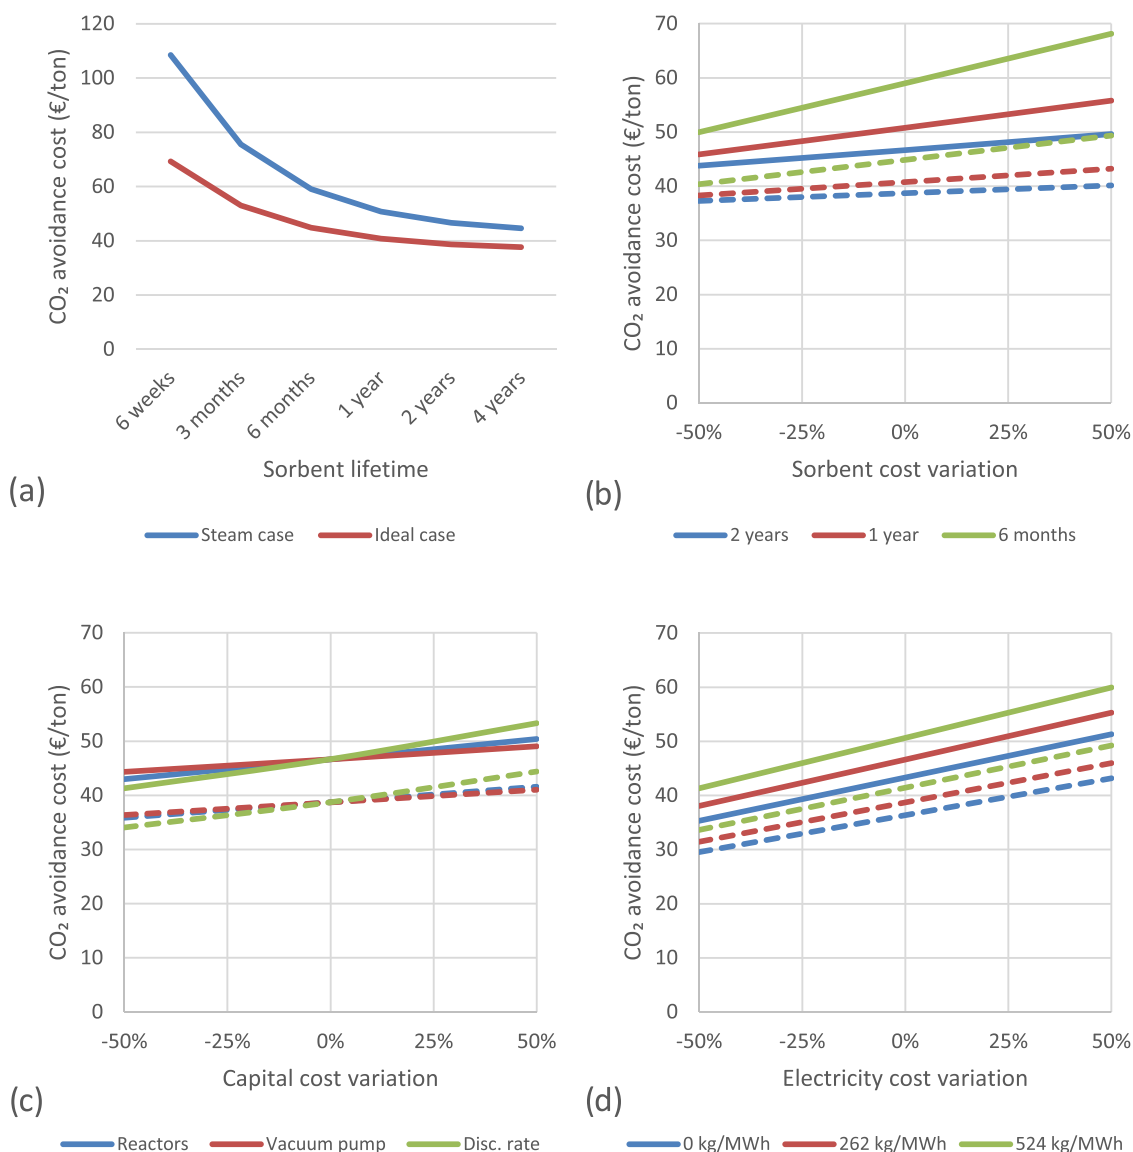 120
100
80
60
40
20
0
CO₂ avoidance cost (€/ton)
6 weeks
3 months
6 months
1 year
2 years
4 years
Sorbent lifetime
(a)
Steam case
Ideal case
70
60
50
40
30
20
10
0
CO₂ avoidance cost (€/ton)
-50% -25% 0% 25% 50%
Sorbent cost variation
(b)
2 years
1 year
6 months
70
60
50
40
30
20
10
0
CO₂ avoidance cost (€/ton)
-50% -25% 0% 25% 50%
Capital cost variation
(c)
Reactors
Vacuum pump
Disc. rate
70
60
50
40
30
20
10
0
CO₂ avoidance cost (€/ton)
-50% -25% 0% 25% 50%
Electricity cost variation
(d)
0 kg/MWh
262 kg/MWh
524 kg/MWh